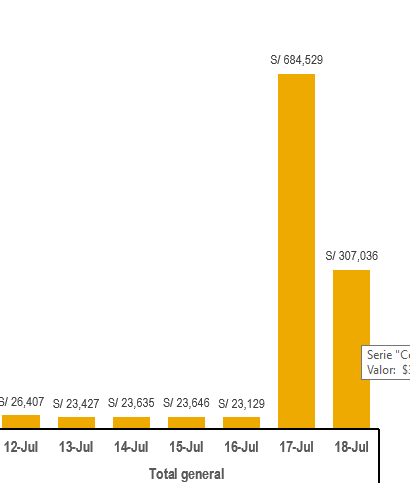 S/ 684,529
S/ 307,036
Serie "C
Valor: $
S/ 26,407 S/ 23,427 S/ 23,635 S/ 23,646 S/ 23,129
12-Jul 13-Jul 14-Jul 15-Jul 16-Jul 17-Jul 18-Jul
Total general